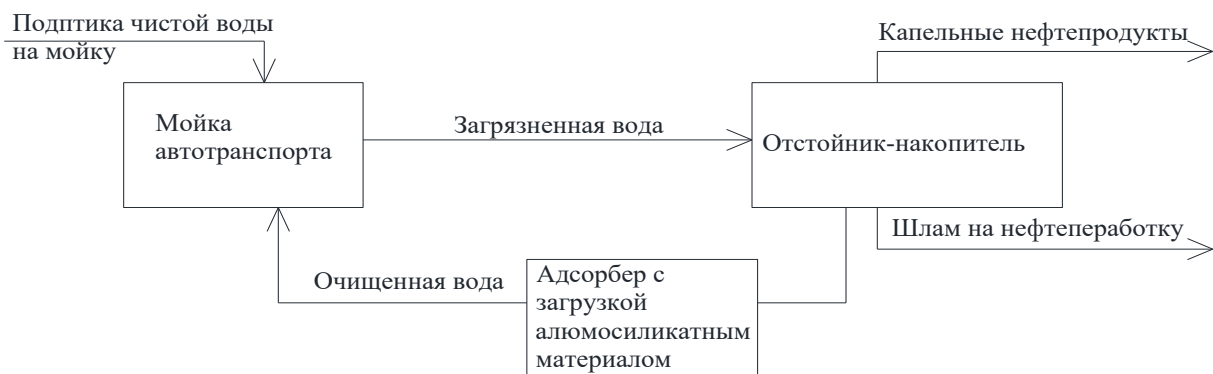 Подптика чистой воды
на мойку
Капельные нефтепродукты
Мойка
автотранспорта
Загрязненная вода
Отстойник-накопитель
Шлам на нефтепеработку
Очищенная вода
Адсорбер с
загрузкой
алюмосиликатным
материалом